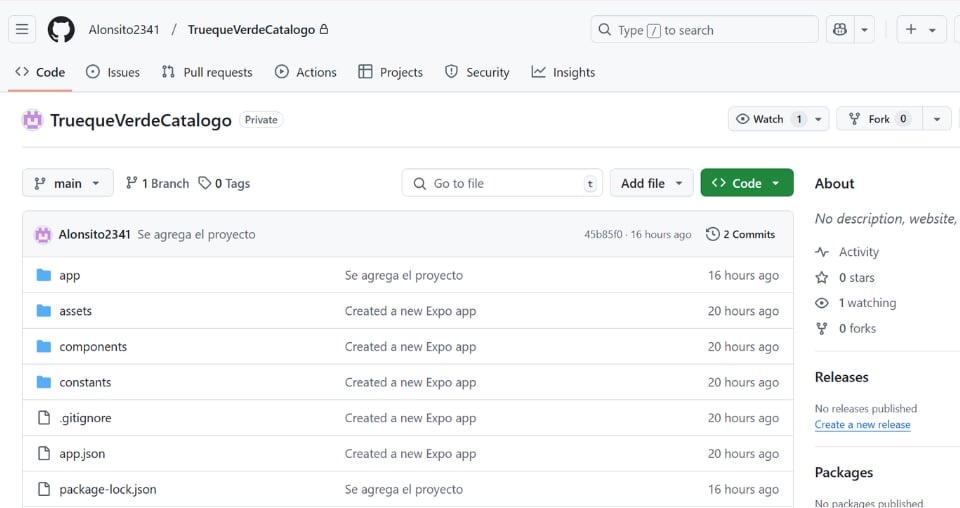 Alonsito2341 / TruequeVerdeCatalogo
Type / to search
Code Issues Pull requests Actions Projects Security Insights
TruequeVerdeCatalogo Private
Watch 1 Fork 0
main 1 Branch 0 Tags
Go to file t
Add file Code
Alonsito2341 Se agrega el proyecto 45b85f0 · 16 hours ago 2 Commits
app Se agrega el proyecto 16 hours ago
assets Created a new Expo app 20 hours ago
components Created a new Expo app 20 hours ago
constants Created a new Expo app 20 hours ago
.gitignore Created a new Expo app 20 hours ago
app.json Created a new Expo app 20 hours ago
package-lock.json Se agrega el proyecto 16 hours ago
About
No description, website,
Activity
0 stars
1 watching
0 forks
Releases
No releases published
Create a new release
Packages
No packages published